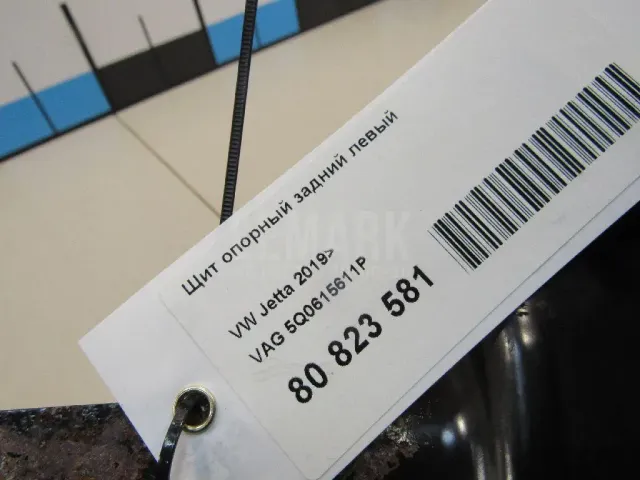 Щит опорный задний левый
VW Jetta 2019>
VAG 5Q0615611P
80 823 581